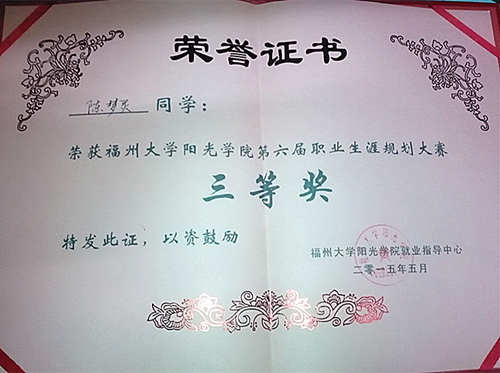 荣誉证书
陈梦灵 同学：
荣获福州大学阳光学院第六届职业生涯规划大赛
三等奖
特发此证，以资鼓励
福州大学阳光学院就业指导中心
二零一五年五月